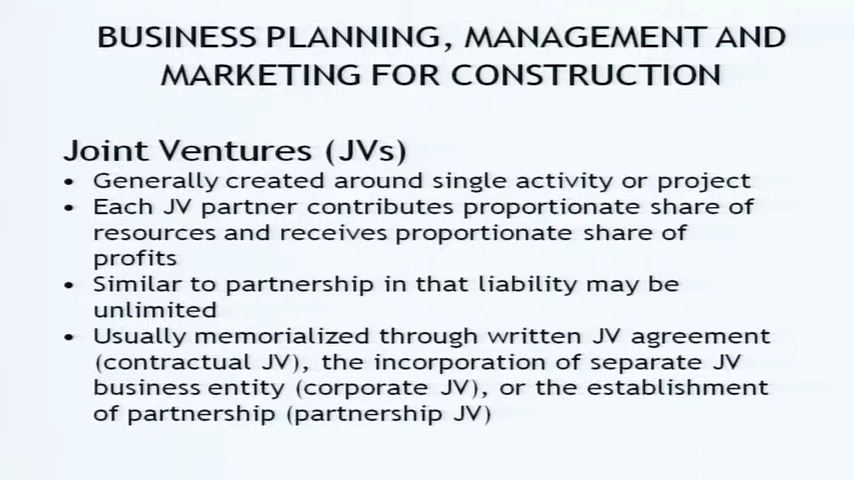 BUSINESS PLANNING, MANAGEMENT AND
MARKETING FOR CONSTRUCTION
Joint Ventures (JVs)
• Generally created around single activity or project
• Each JV partner contributes proportionate share of
resources and receives proportionate share of
profits
• Similar to partnership in that liability may be
unlimited
• Usually memorialized through written JV agreement
(contractual JV), the incorporation of separate JV
business entity (corporate JV), or the establishment
of partnership (partnership JV)